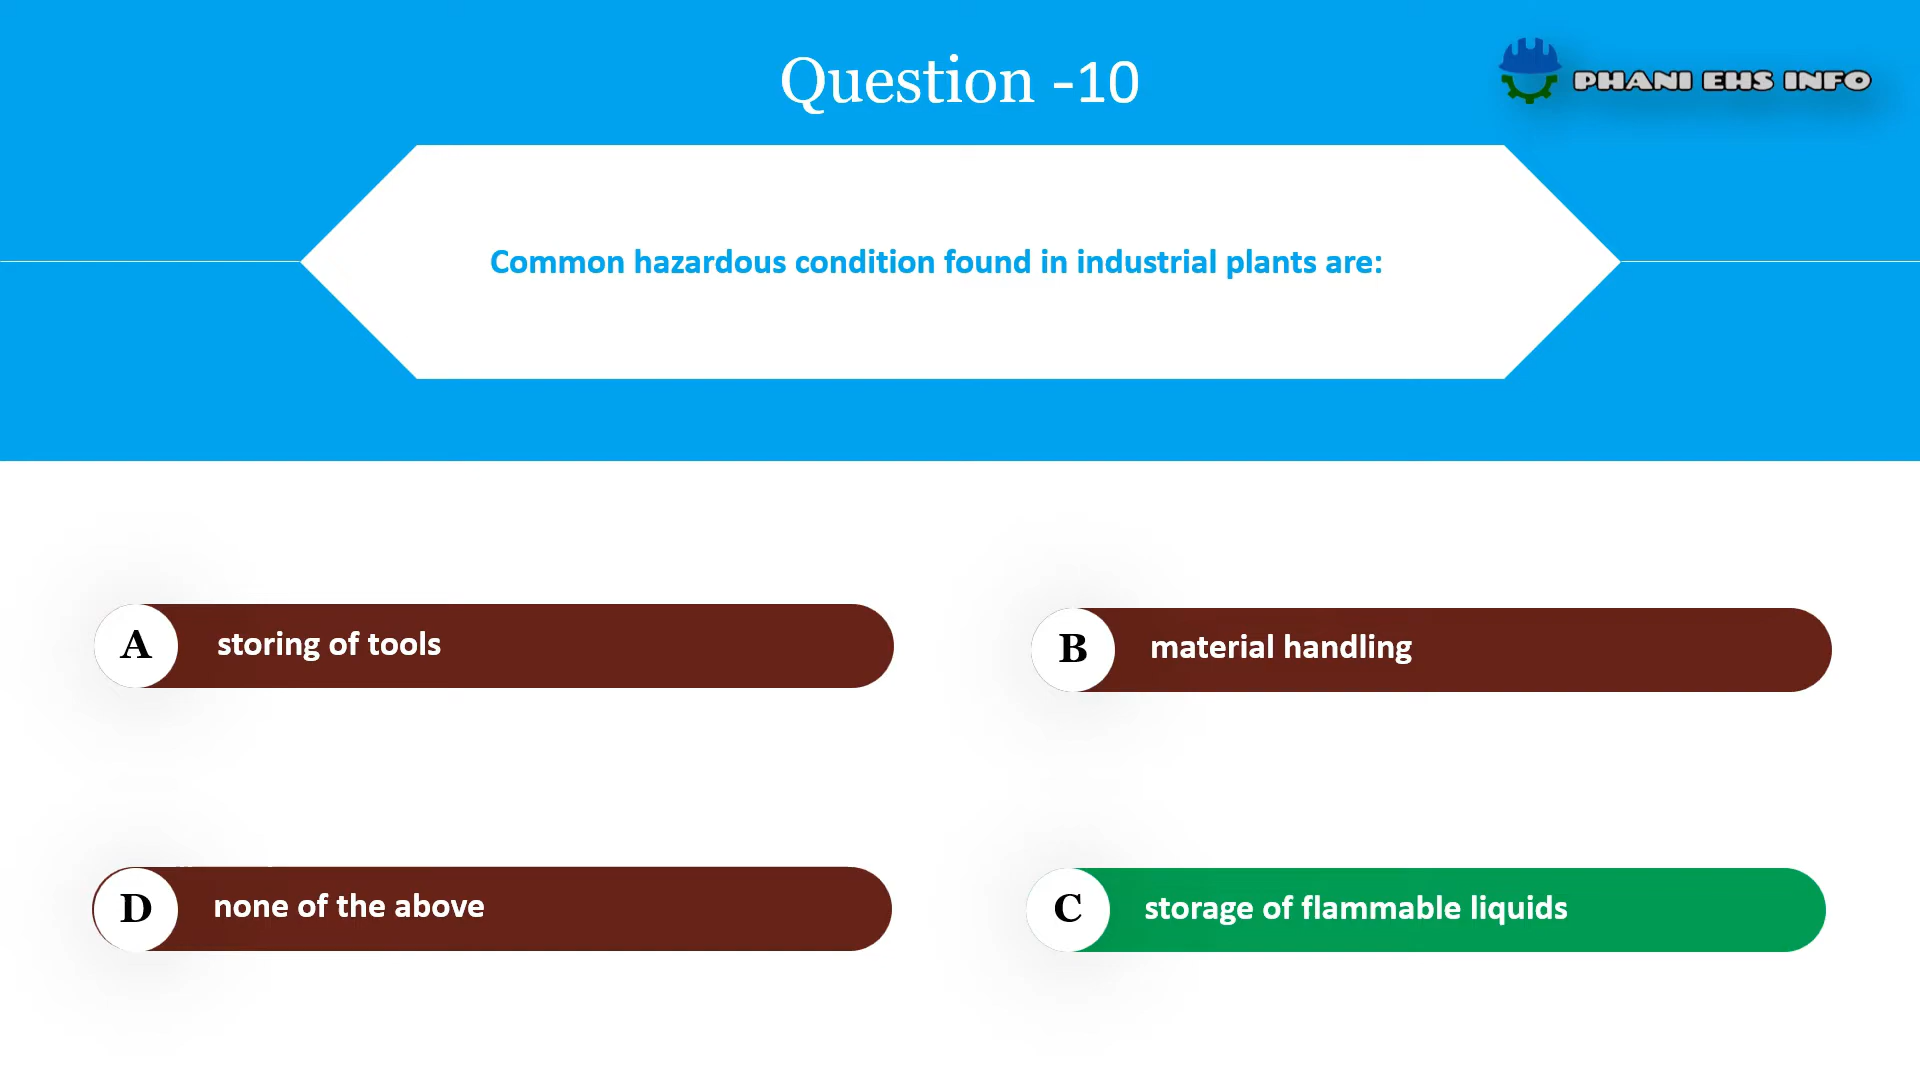 Question -10
PHANI EHS INFO
Common hazardous condition found in industrial plants are:
A storing of tools
B material handling
D none of the above
C storage of flammable liquids